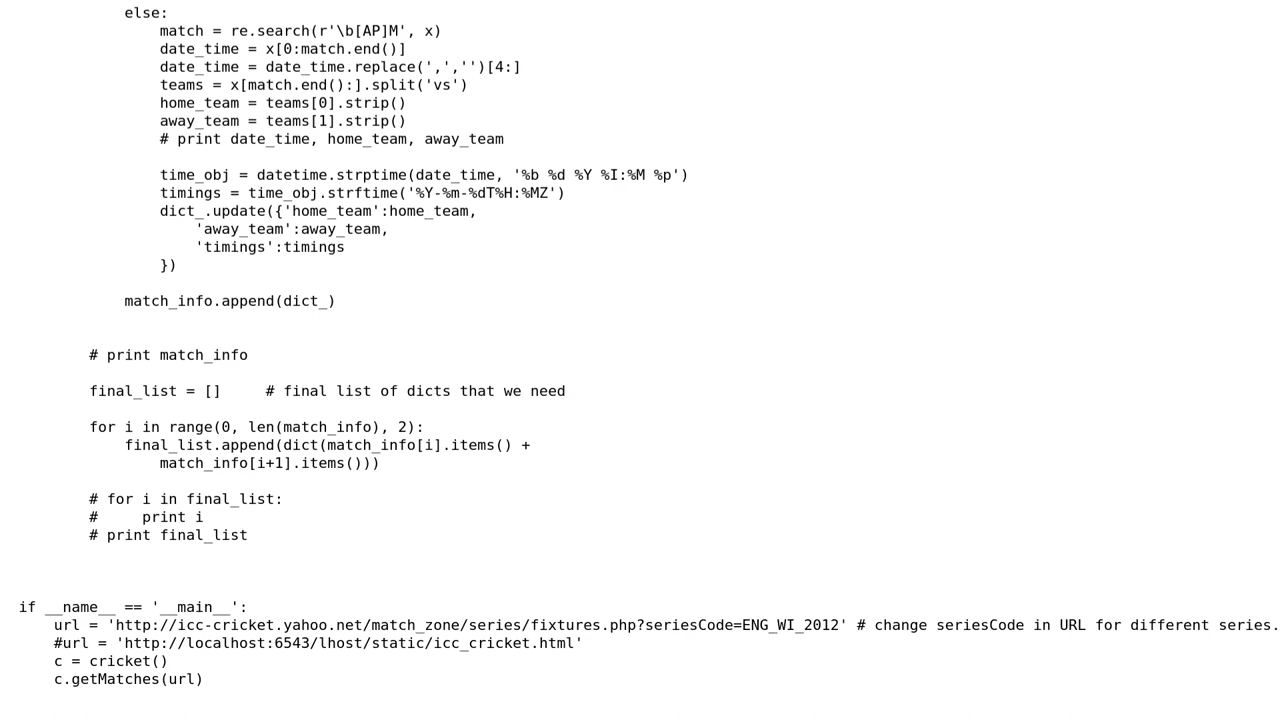 else:
match = re.search(r'\b[AP]M', x)
date_time = x[0:match.end()]
date_time = date_time.replace(',','')[4:]
teams = x[match.end():].split('vs')
home_team = teams[0].strip()
away_team = teams[1].strip()
# print date_time, home_team, away_team
time_obj = datetime.strptime(date_time, '%b %d %Y %I:%M %p')
timings = time_obj.strftime('%Y-%m-%dT%H:%MZ')
dict_.update({'home_team':home_team,
'away_team':away_team,
'timings':timings
})
match_info.append(dict_)
# print match_info
final_list = []     # final list of dicts that we need
for i in range(0, len(match_info), 2):
final_list.append(dict(match_info[i].items() +
match_info[i+1].items()))
# for i in final_list:
#     print i
# print final_list
if __name__ == '__main__':
url = 'http://icc-cricket.yahoo.net/match_zone/series/fixtures.php?seriesCode=ENG_WI_2012' # change seriesCode in URL for different series.
#url = 'http://localhost:6543/lhost/static/icc_cricket.html'
c = cricket()
c.getMatches(url)